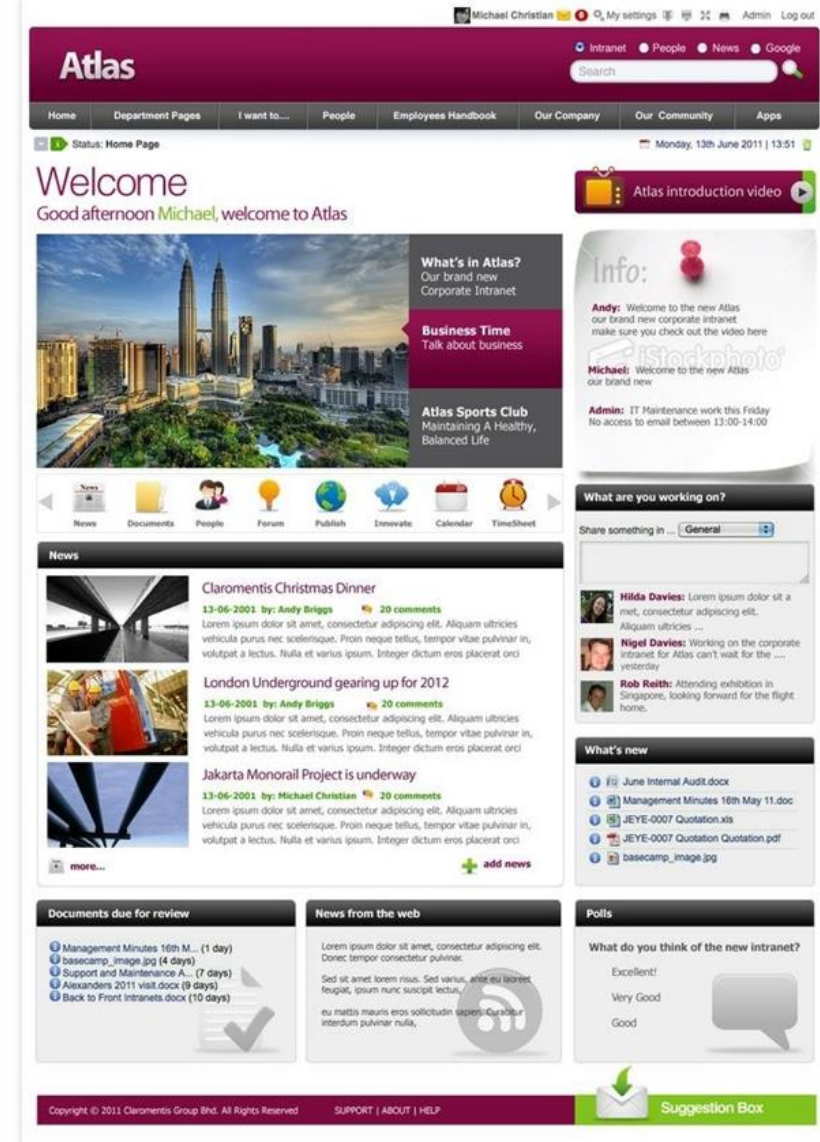 Michael Christian 0 My settings Admin Log out
Atlas
Intranet People News Google
Search
Home Department Pages I want to.... People Employees Handbook Our Company Our Community Apps
Status: Home Page
Monday, 13th June 2011 | 13:51
Welcome
Good afternoon Michael, welcome to Atlas
Atlas introduction video
What's in Atlas?
Our brand new
Corporate Intranet
Business Time
Talk about business
Atlas Sports Club
Maintaining A Healthy,
Balanced Life
Info:
Andy: Welcome to the new Atlas
our brand new corporate intranet
make sure you check out the video here
iStockphoto
Michael: Welcome to the new Atlas
our brand new
Admin: IT Maintenance work this Friday
No access to email between 13:00-14:00
News
News Documents People Forum Publish Innovate Calendar TimeSheet
What are you working on?
Share something in ... General
Hilda Davies: Lorem ipsum dolor sit a
met, consectetur adipiscing elit.
Aliquam ultricies ...
Nigel Davies: Working on the corporate
intranet for Atlas can't wait for the ....
yesterday
Rob Reith: Attending exhibition in
Singapore, looking forward for the flight
home.
News
Claromentis Christmas Dinner
13-06-2001 by: Andy Briggs 20 comments
Lorem ipsum dolor sit amet, consectetur adipiscing elit. Aliquam ultricies
vehicula purus nec scelerisque. Proin neque tellus, tempor vitae pulvinar in,
volutpat a lectus. Nulla et varius ipsum. Integer dictum eros placerat orci
London Underground gearing up for 2012
13-06-2001 by: Andy Briggs 20 comments
Lorem ipsum dolor sit amet, consectetur adipiscing elit. Aliquam ultricies
vehicula purus nec scelerisque. Proin neque tellus, tempor vitae pulvinar in,
volutpat a lectus. Nulla et varius ipsum. Integer dictum eros placerat orci
Jakarta Monorail Project is underway
13-06-2001 by: Michael Christian 20 comments
Lorem ipsum dolor sit amet, consectetur adipiscing elit. Aliquam ultricies
vehicula purus nec scelerisque. Proin neque tellus, tempor vitae pulvinar in,
volutpat a lectus. Nulla et varius ipsum. Integer dictum eros placerat orci
more...
add news
What's new
June Internal Audit.docx
Management Minutes 16th May 11.doc
JEYE-0007 Quotation.xls
JEYE-0007 Quotation Quotation.pdf
basecamp_image.jpg
Documents due for review
Management Minutes 16th M... (1 day)
basecamp_image.jpg (4 days)
Support and Maintenance A... (7 days)
Alexanders 2011 visit.docx (9 days)
Back to Front Intranets.docx (10 days)
News from the web
Lorem ipsum dolor sit amet, consectetur adipiscing elit.
Donec tempor consectetur pulvinar.
Sed sit amet lorem risus. Sed varius, ante eu laoreet
feugiat, ipsum nunc suscipit lectus,
eu mattis mauris eros sollicitudin sapien. Curabitur
interdum pulvinar nulla,
Polls
What do you think of the new intranet?
Excellent!
Very Good
Good
Copyright © 2011 Claromentis Group Bhd. All Rights Reserved SUPPORT | ABOUT | HELP
Suggestion Box